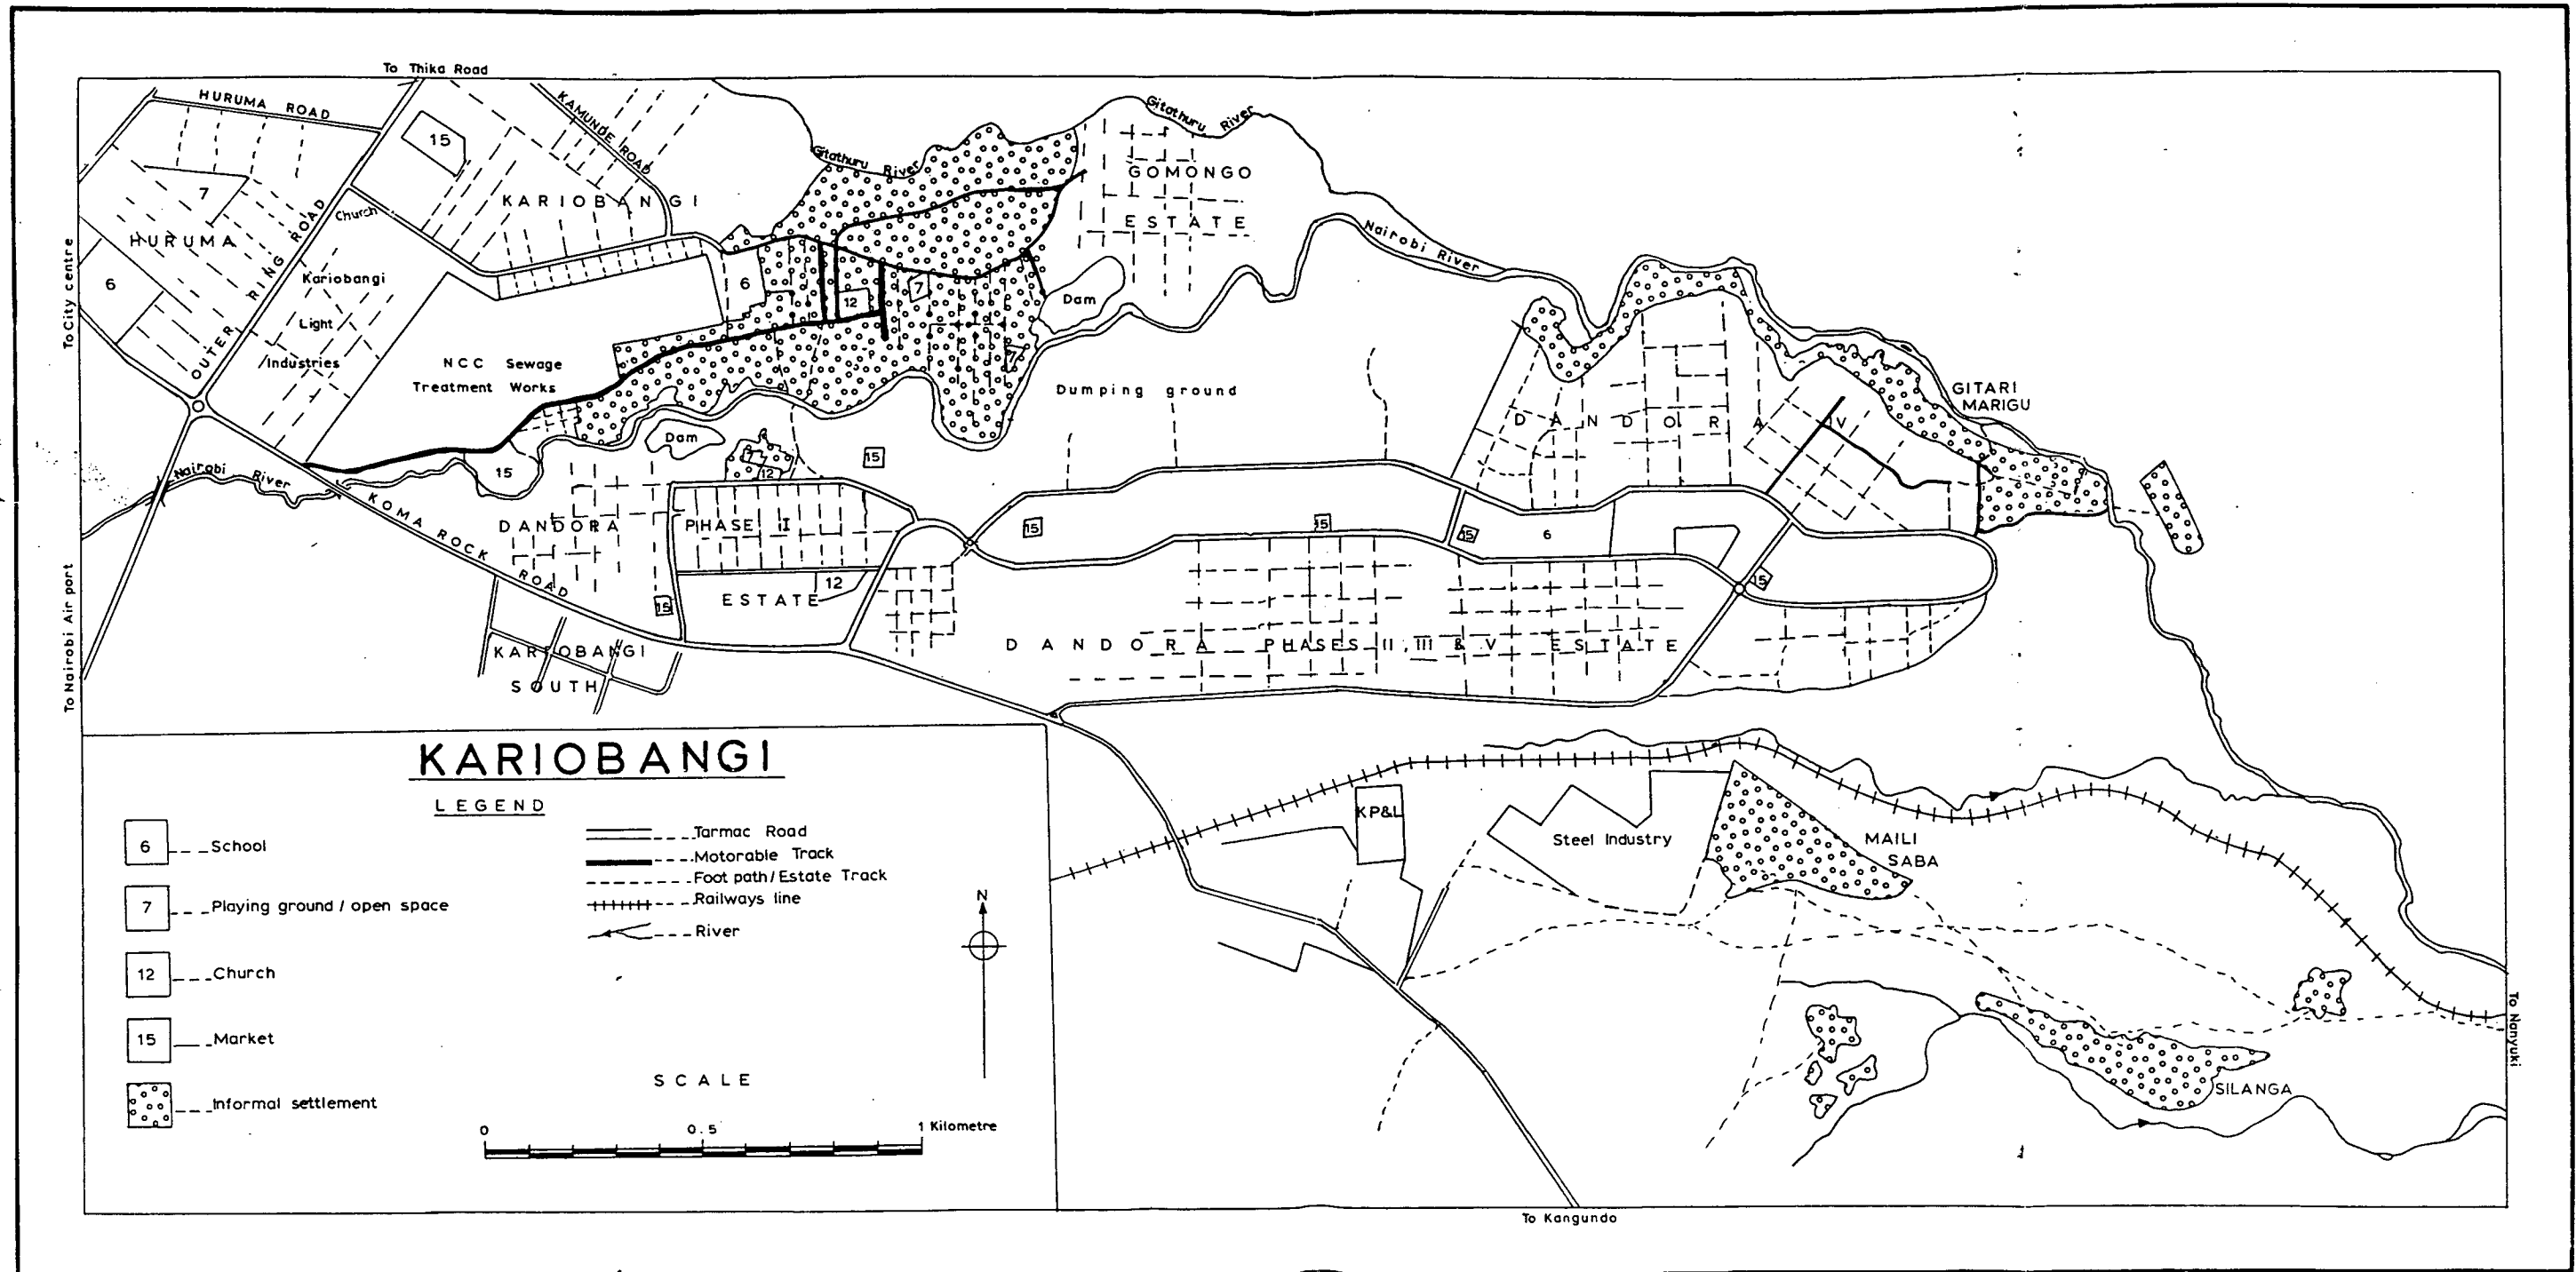 To Thika Road
HURUMA ROAD
KAMUNDE ROAD
15
Gitathuru River
Gitathuru River
GOMONGO
ESTATE
7
KARIOBANGI
Church
HURUMA
OUTER RING ROAD
Nairobi River
To City centre
6
Kariobangi
Light
Industries
6
12
7
Dam
7
NCC Sewage
Treatment Works
Dumping ground
GITARI
MARIGU
DANDORA IV
Dam
7
12
15
15
Nairobi River
KOMA ROCK ROAD
DANDORA PHASE I
15
15
15
6
To Nairobi Air port
12
ESTATE
15
15
DANDORA PHASES II, III & V ESTATE
KARIOBANGI
SOUTH
KARIOBANGI
LEGEND
6 School
7 Playing ground / open space
12 Church
15 Market
Informal settlement
Tarmac Road
Motorable Track
Foot path/Estate Track
Railways line
River
N
SCALE
0 0.5 1 Kilometre
KP&L
Steel Industry
MAILI
SABA
SILANGA
To Nanyuki
To Kangundo